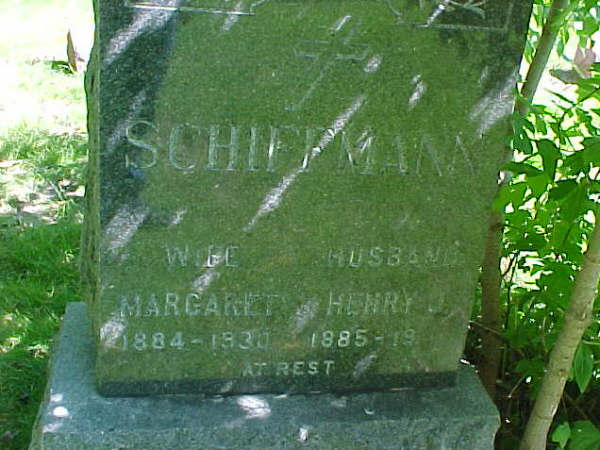 SCHIFFMANN
WIFE HUSBAND
MARGARET HENRY J.
1884-1930 1885-19
AT REST